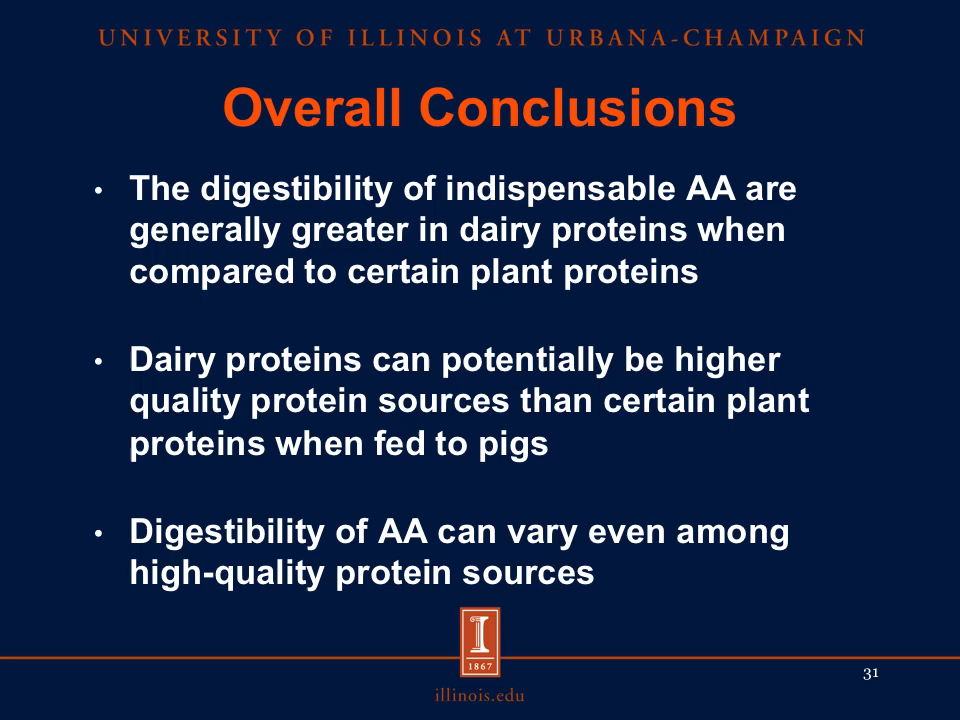 UNIVERSITY OF ILLINOIS AT URBANA-CHAMPAIGN
Overall Conclusions
• The digestibility of indispensable AA are
generally greater in dairy proteins when
compared to certain plant proteins
• Dairy proteins can potentially be higher
quality protein sources than certain plant
proteins when fed to pigs
• Digestibility of AA can vary even among
high-quality protein sources
I
1867
31
illinois.edu